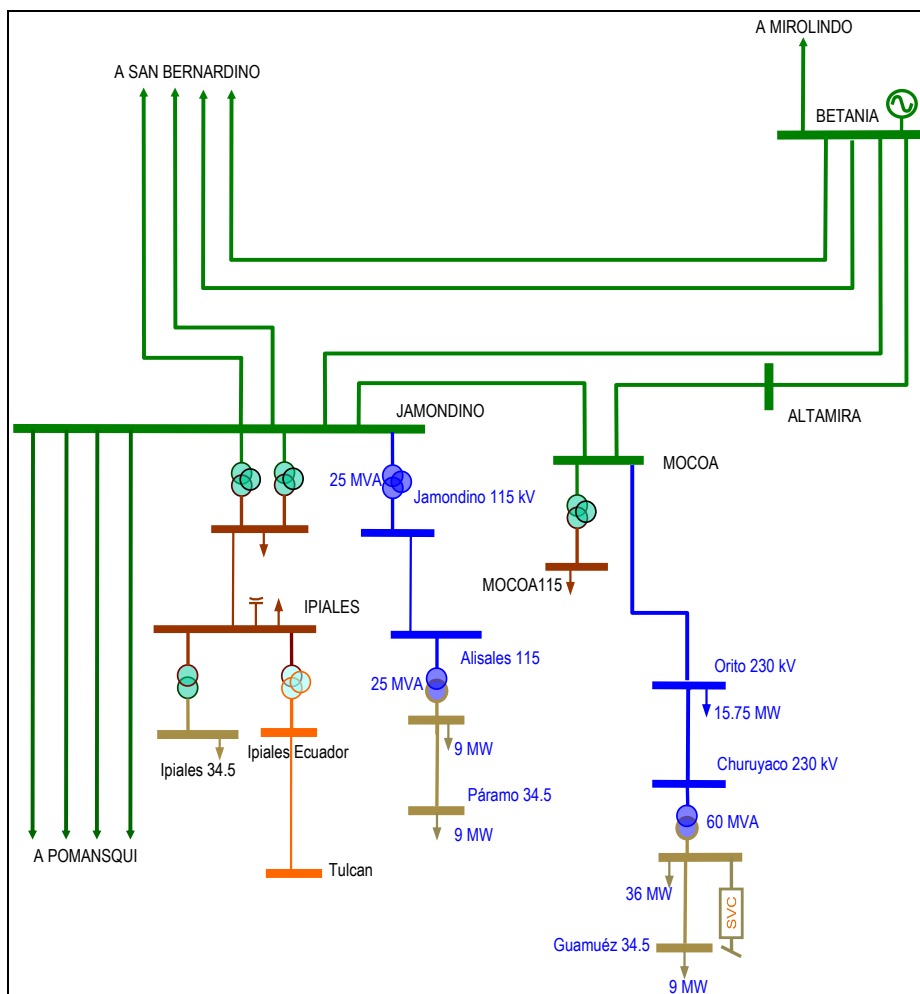 A MIROLINDO
A SAN BERNARDINO
BETANIA
ALTAMIRA
JAMONDINO
MOCOA
25 MVA
Jamondino 115 kV
MOCOA115
IPIALES
Alisales 115
25 MVA
Orito 230 kV
15.75 MW
Ipiales Ecuador
9 MW
Ipiales 34.5
Churuyaco 230 kV
Páramo 34.5
60 MVA
9 MW
A POMANSQUI
Tulcan
36 MW
SVC
Guamuéz 34.5
9 MW